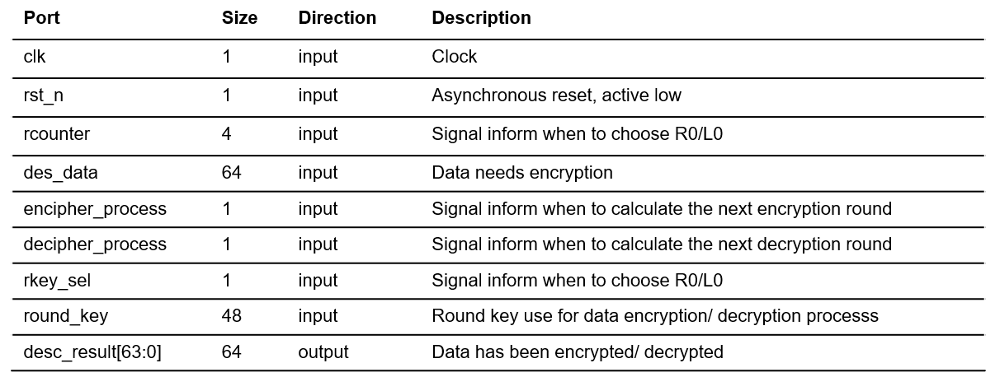 Port Size Direction Description
clk 1 input Clock
rst_n 1 input Asynchronous reset, active low
rcounter 4 input Signal inform when to choose R0/L0
des_data 64 input Data needs encryption
encipher_process 1 input Signal inform when to calculate the next encryption round
decipher_process 1 input Signal inform when to calculate the next decryption round
rkey_sel 1 input Signal inform when to choose R0/L0
round_key 48 input Round key use for data encryption/ decryption processs
desc_result[63:0] 64 output Data has been encrypted/ decrypted